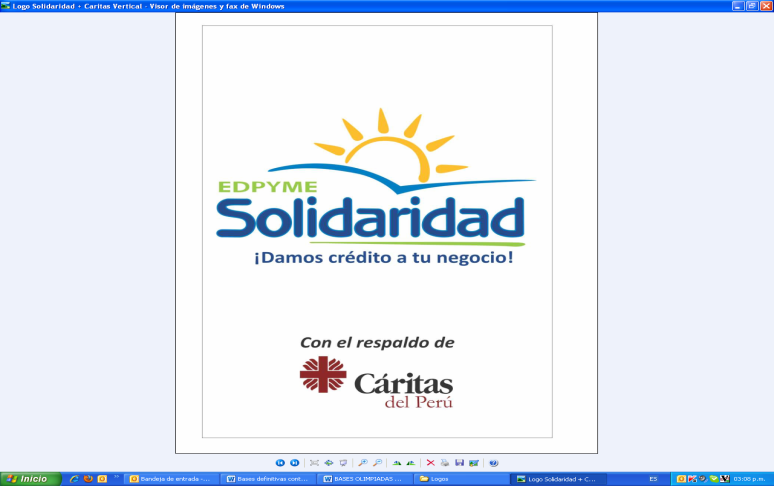 Logo Solidaridad + Caritas Vertical - Visor de imágenes y fax de Windows
EDPYME
Solidaridad
¡Damos crédito a tu negocio!
Con el respaldo de
Cáritas
del Perú
Inicio
Bandeja de entrada -...
Bases definitivas cont...
BASES OLIMPIADAS ...
Logos
Logo Solidaridad + C...
ES
03:06 p.m.